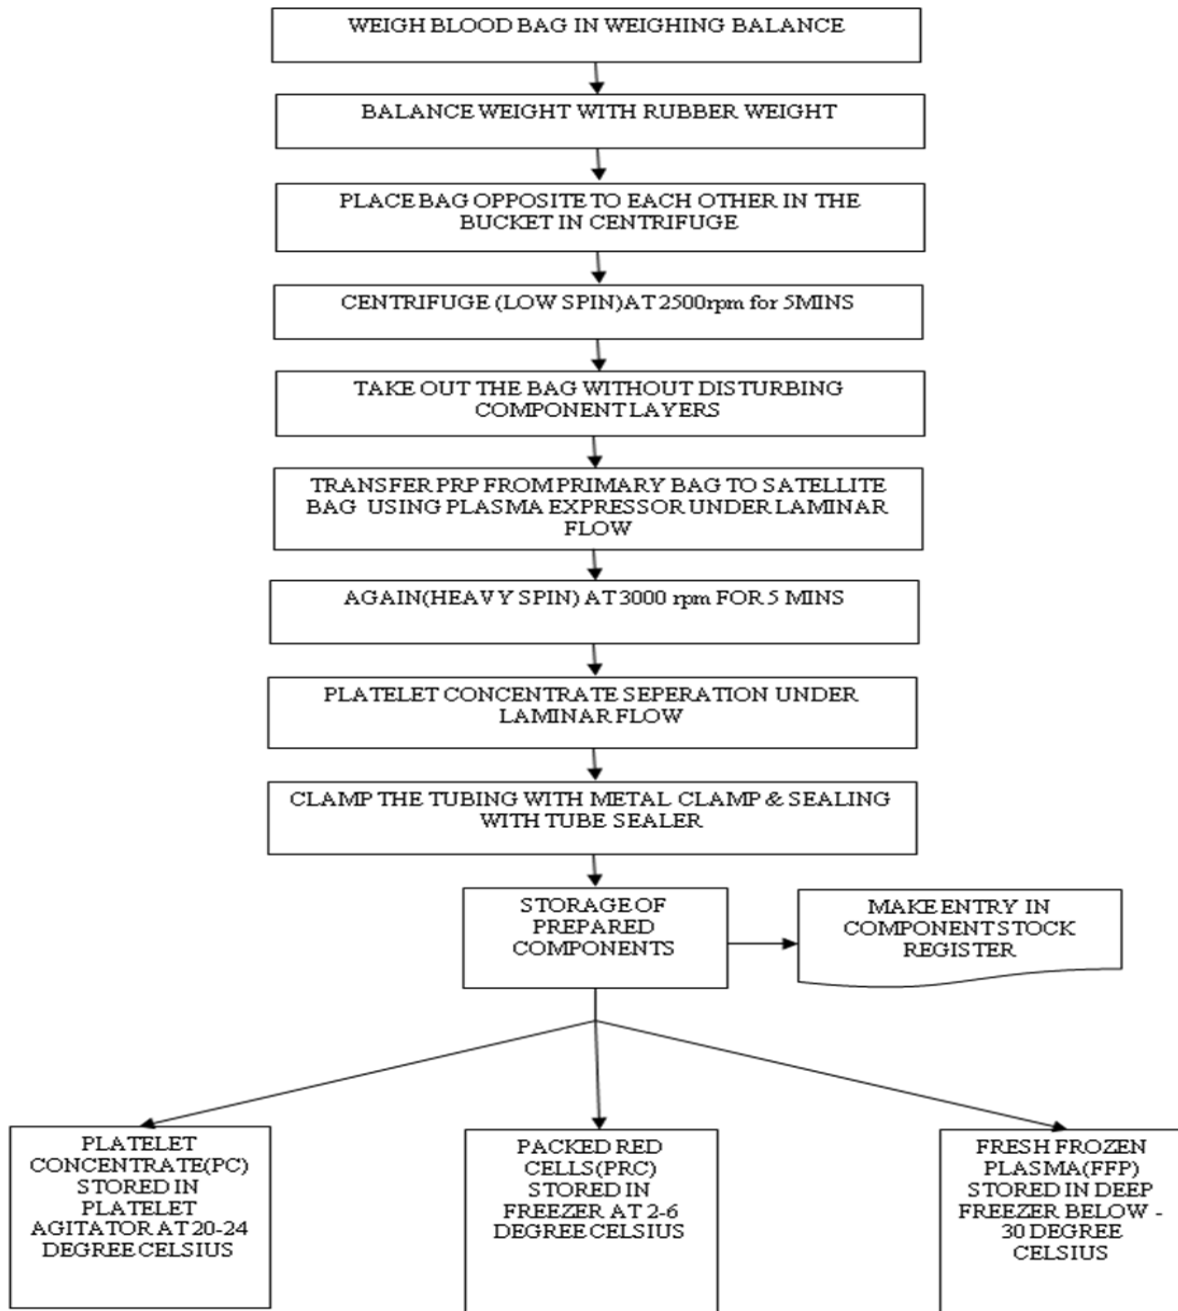 WEIGH BLOOD BAG IN WEIGHING BALANCE
BALANCE WEIGHT WITH RUBBER WEIGHT
PLACE BAG OPPOSITE TO EACH OTHER IN THE
BUCKET IN CENTRIFUGE
CENTRIFUGE (LOW SPIN)AT 2500rpm for 5MINS
TAKE OUT THE BAG WITHOUT DISTURBING
COMPONENT LAYERS
TRANSFER PRP FROM PRIMARY BAG TO SATELLITE
BAG USING PLASMA EXPRESSOR UNDER LAMINAR
FLOW
AGAIN(HEAVY SPIN) AT 3000 rpm FOR 5 MINS
PLATELET CONCENTRATE SEPERATION UNDER
LAMINAR FLOW
CLAMP THE TUBING WITH METAL CLAMP & SEALING
WITH TUBE SEALER
STORAGE OF
PREPARED
COMPONENTS
MAKE ENTRY IN
COMPONENT STOCK
REGISTER
PLATELET
CONCENTRATE(PC)
STORED IN
PLATELET
AGITATOR AT 20-24
DEGREE CELSIUS
PACKED RED
CELLS(PRC)
STORED IN
FREEZER AT 2-6
DEGREE CELSIUS
FRESH FROZEN
PLASMA(FFP)
STORED IN DEEP
FREEZER BELOW -
30 DEGREE
CELSIUS